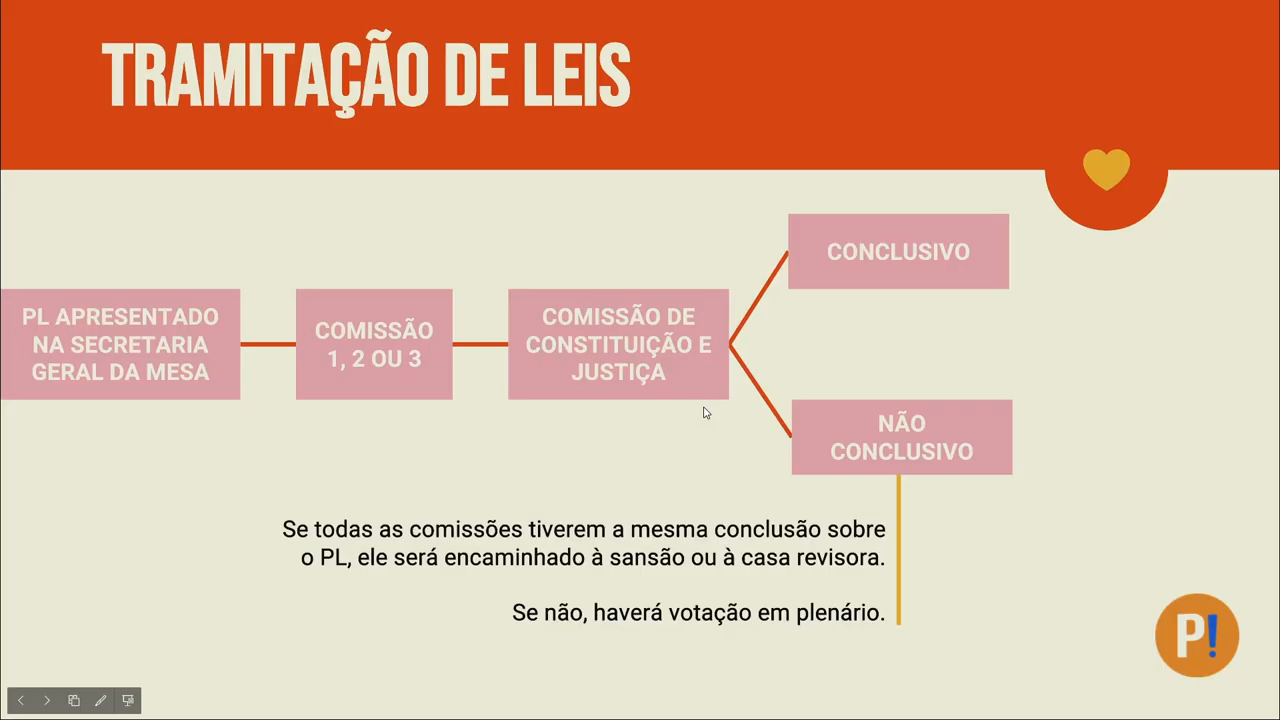 TRAMITAÇÃO DE LEIS
PL APRESENTADO
NA SECRETARIA
GERAL DA MESA
COMISSÃO
1, 2 OU 3
COMISSÃO DE
CONSTITUIÇÃO E
JUSTIÇA
CONCLUSIVO
NÃO
CONCLUSIVO
Se todas as comissões tiverem a mesma conclusão sobre
o PL, ele será encaminhado à sansão ou à casa revisora.
Se não, haverá votação em plenário.
P!